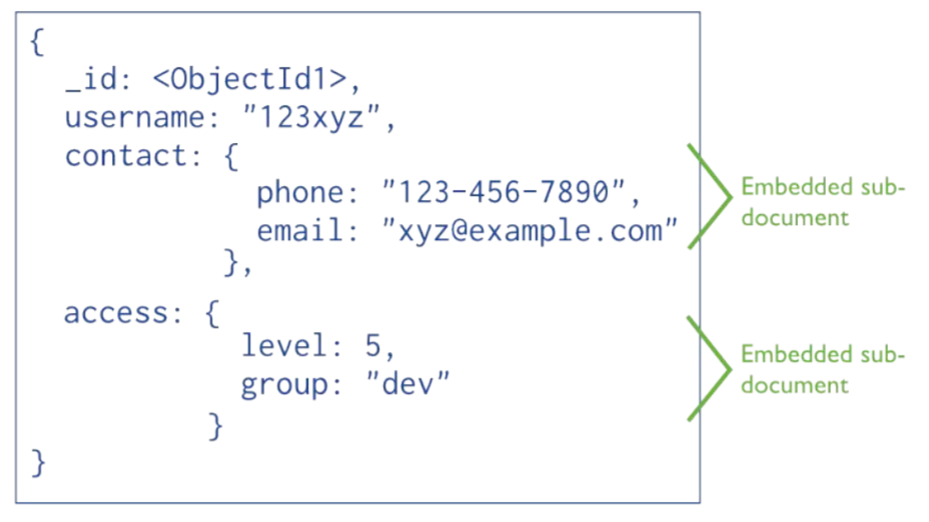 {
_id: <ObjectId1>,
username: "123xyz",
contact: {
phone: "123-456-7890",
email: "xyz@example.com"
},
access: {
level: 5,
group: "dev"
}
}
Embedded sub-
document
Embedded sub-
document